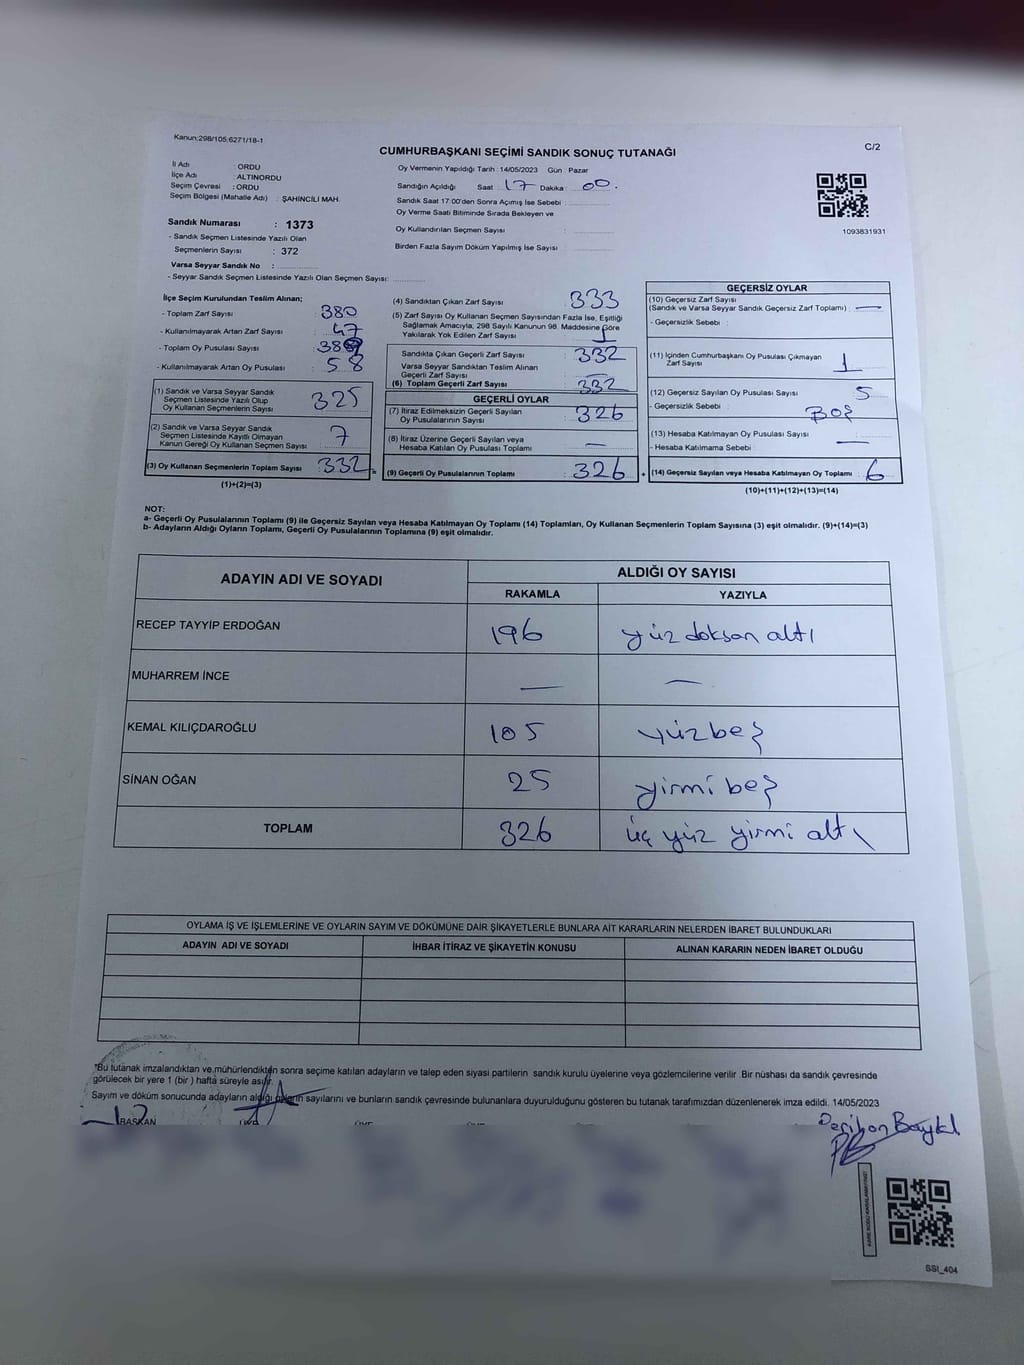 Kanun:298/105;6271/18-1
CUMHURBAŞKANI SEÇİMİ SANDIK SONUÇ TUTANAĞI
C/2
İl Adı : ORDU
İlçe Adı : ALTINORDU
Seçim Çevresi : ORDU
Seçim Bölgesi (Mahalle Adı) : ŞAHİNCİLİ MAH.
Sandık Numarası : 1373
- Sandık Seçmen Listesinde Yazılı Olan
Seçmenlerin Sayısı : 372
Varsa Seyyar Sandık No :
- Seyyar Sandık Seçmen Listesinde Yazılı Olan Seçmen Sayısı:
Oy Vermenin Yapıldığı Tarih : 14/05/2023 Gün : Pazar
Sandığın Açıldığı Saat : 17 Dakika : 00.
Sandık Saat 17:00'den Sonra Açımış İse Sebebi :
Oy Verme Saati Bitiminde Sırada Bekleyen ve
Oy Kullandırılan Seçmen Sayısı :
Birden Fazla Sayım Döküm Yapılmış İse Sayısı :
1093831931
İlçe Seçim Kurulundan Teslim Alınan;
- Toplam Zarf Sayısı : 380
- Kullanılmayarak Artan Zarf Sayısı : 47
- Toplam Oy Pusulası Sayısı :
- Kullanılmayarak Artan Oy Pusulası : 58
(1) Sandık ve Varsa Seyyar Sandık
Seçmen Listesinde Yazılı Olup
Oy Kullanan Seçmenlerin Sayısı : 325
(2) Sandık ve Varsa Seyyar Sandık
Seçmen Listesinde Kayıtlı Olmayan
Kanun Gereği Oy Kullanan Seçmen Sayısı : 7
(3) Oy Kullanan Seçmenlerin Toplam Sayısı : 332
(1)+(2)=(3)
(4) Sandıktan Çıkan Zarf Sayısı : 333
(5) Zarf Sayısı Oy Kullanan Seçmen Sayısından Fazla İse, Eşitliği
Sağlamak Amacıyla; 298 Sayılı Kanunun 98. Maddesine Göre
Yakılarak Yok Edilen Zarf Sayısı : 1
Sandıkta Çıkan Geçerli Zarf Sayısı : 332
Varsa Seyyar Sandıktan Teslim Alınan
Geçerli Zarf Sayısı :
(6) Toplam Geçerli Zarf Sayısı : 332
GEÇERLİ OYLAR
(7) İtiraz Edilmeksizin Geçerli Sayılan
Oy Pusulalarının Sayısı : 326
(8) İtiraz Üzerine Geçerli Sayılan veya
Hesaba Katılan Oy Pusulası Toplamı : —
(9) Geçerli Oy Pusulalarının Toplamı : 326
GEÇERSİZ OYLAR
(10) Geçersiz Zarf Sayısı
(Sandık ve Varsa Seyyar Sandık Geçersiz Zarf Toplamı) : —
- Geçersizlik Sebebi :
(11) İçinden Cumhurbaşkanı Oy Pusulası Çıkmayan
Zarf Sayısı : 1
(12) Geçersiz Sayılan Oy Pusulası Sayısı : 5
- Geçersizlik Sebebi : BOŞ
(13) Hesaba Katılmayan Oy Pusulası Sayısı : —
- Hesaba Katılmama Sebebi :
(14) Geçersiz Sayılan veya Hesaba Katılmayan Oy Toplamı : 6
(10)+(11)+(12)+(13)=(14)
NOT:
a- Geçerli Oy Pusulalarının Toplamı (9) ile Geçersiz Sayılan veya Hesaba Katılmayan Oy Toplamı (14) Toplamları, Oy Kullanan Seçmenlerin Toplam Sayısına (3) eşit olmalıdır. (9)+(14)=(3)
b- Adayların Aldığı Oyların Toplamı, Geçerli Oy Pusulalarının Toplamına (9) eşit olmalıdır.
ADAYIN ADI VE SOYADI ALDIĞI OY SAYISI
RAKAMLA YAZIYLA
RECEP TAYYİP ERDOĞAN 196 yüz doksan altı
MUHARREM İNCE — —
KEMAL KILIÇDAROĞLU 105 yüzbeş
SİNAN OĞAN 25 yirmi beş
TOPLAM 326 üç yüz yirmi altı
OYLAMA İŞ VE İŞLEMLERİNE VE OYLARIN SAYIM VE DÖKÜMÜNE DAİR ŞİKAYETLERLE BUNLARA AİT KARARLARIN NELERDEN İBARET BULUNDUKLARI
ADAYIN ADI VE SOYADI İHBAR İTİRAZ VE ŞİKAYETİN KONUSU ALINAN KARARIN NEDEN İBARET OLDUĞU
"Bu tutanak imzalandıktan ve mühürlendikten sonra seçime katılan adayların ve talep eden siyasi partilerin sandık kurulu üyelerine veya gözlemcilerine verilir. Bir nüshası da sandık çevresinde
görülecek bir yere 1 (bir) hafta süreyle asılır.
Sayım ve döküm sonucunda adayların aldığı oyların sayılarını ve bunların sandık çevresinde bulunanlara duyurulduğunu gösteren bu tutanak tarafımızdan düzenlenerek imza edildi. 14/05/2023
BAŞKAN ÜYE
SSI_404